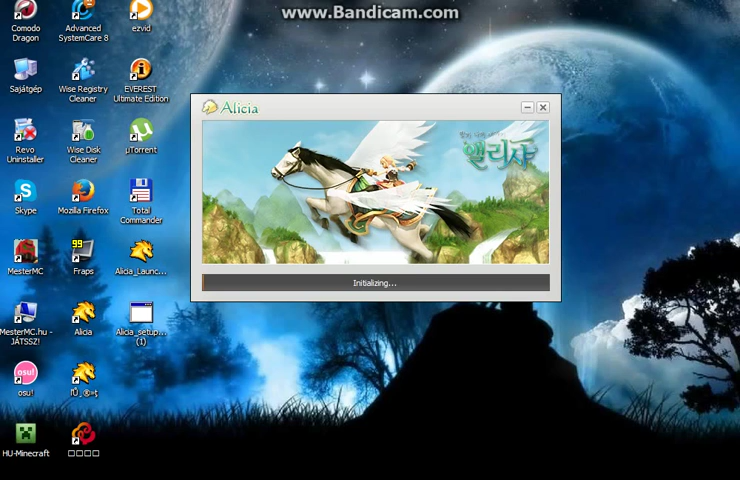 www.Bandicam.com
Comodo
Dragon
Advanced
SystemCare 8
ezvid
Sajátgép
Wise Registry
Cleaner
EVEREST
Ultimate Edition
Revo
Uninstaller
Wise Disk
Cleaner
µTorrent
Skype
Mozilla Firefox
Total
Commander
MesterMC
99
Fraps
Alicia_Launc...
MesterMC.hu -
JÁTSSZ!
Alicia
Alicia_setup...
(1)
osu!
osu!
HU-Minecraft
Alicia
앨리샤
Initializing...